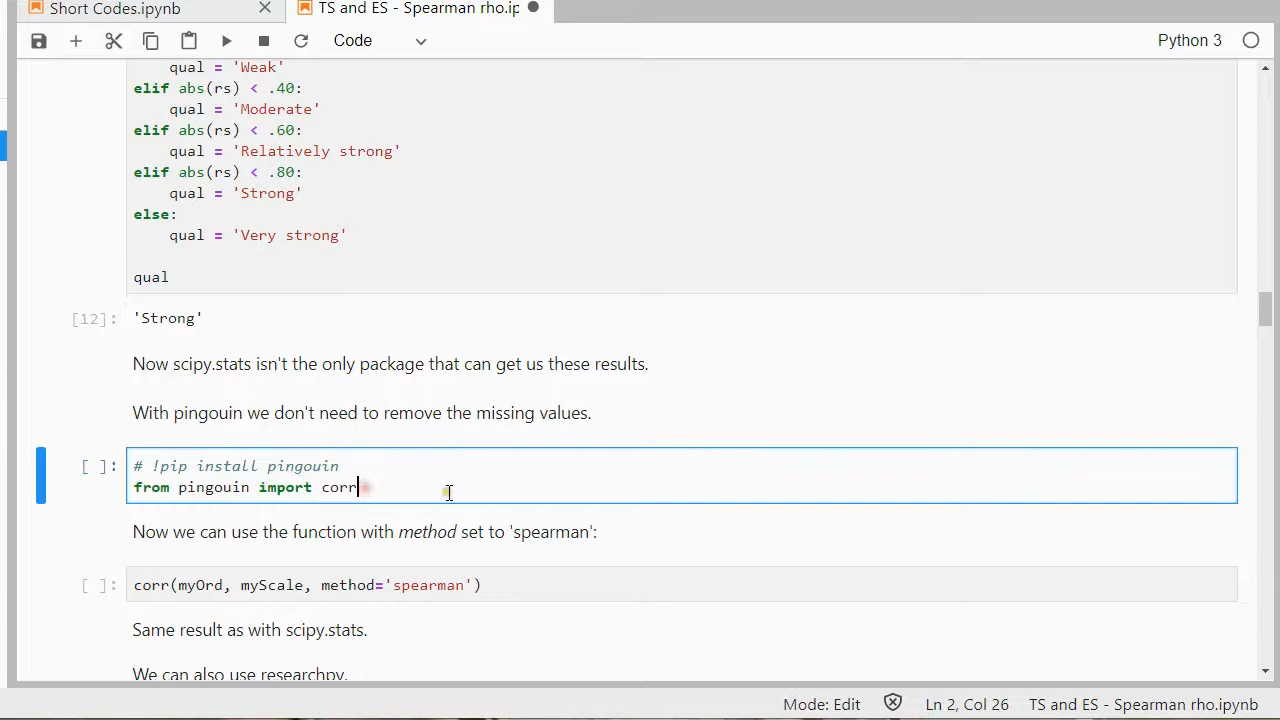 Short Codes.ipynb
TS and ES - Spearman rho.ip
Code
Python 3
qual = 'Weak'
elif abs(rs) < .40:
qual = 'Moderate'
elif abs(rs) < .60:
qual = 'Relatively strong'
elif abs(rs) < .80:
qual = 'Strong'
else:
qual = 'Very strong'
qual
[12]: 'Strong'
Now scipy.stats isn't the only package that can get us these results.
With pingouin we don't need to remove the missing values.
[ ]: # !pip install pingouin
from pingouin import corr
Now we can use the function with method set to 'spearman':
[ ]: corr(myOrd, myScale, method='spearman')
Same result as with scipy.stats.
We can also use researchpy.
Mode: Edit Ln 2, Col 26 TS and ES - Spearman rho.ipynb